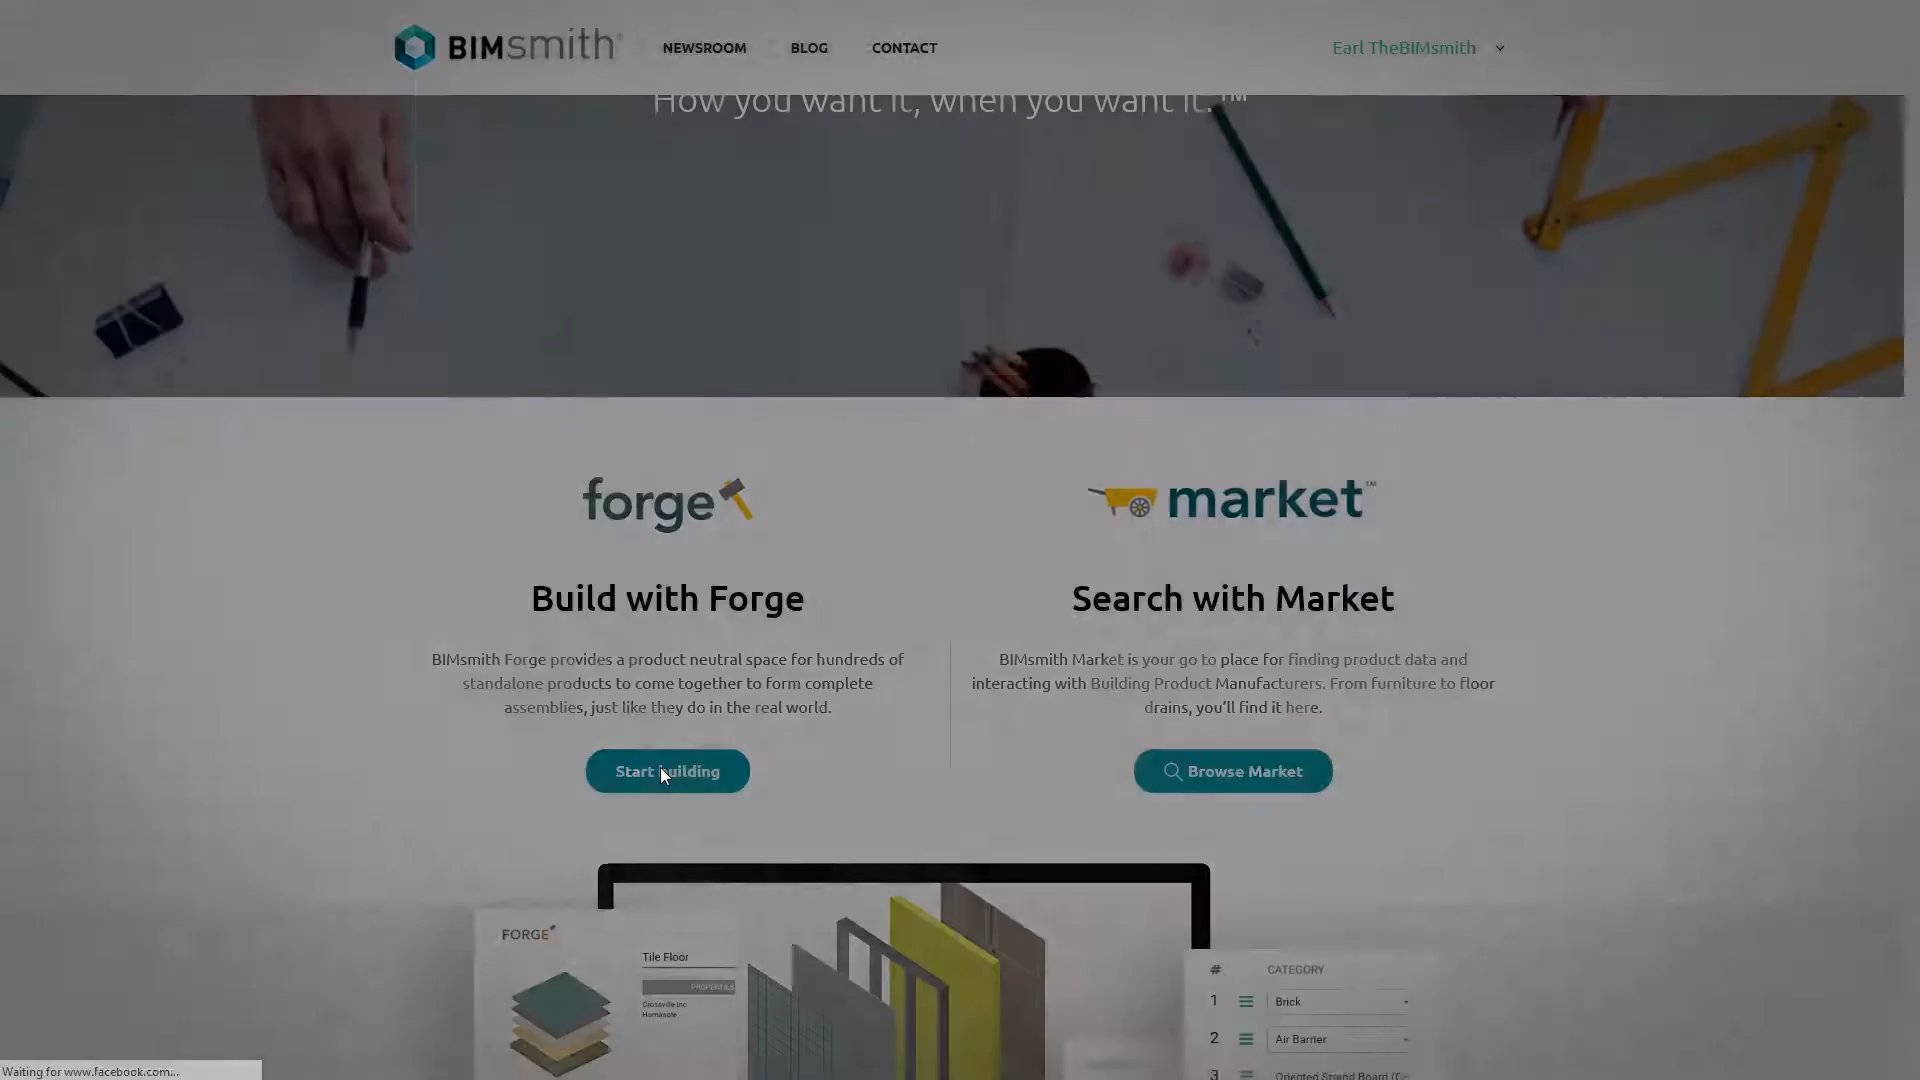 BIMsmith®
NEWSROOM
BLOG
CONTACT
Earl TheBIMsmith
How you want it, when you want it.™
forge
market™
Build with Forge
Search with Market
BIMsmith Forge provides a product neutral space for hundreds of
standalone products to come together to form complete
assemblies, just like they do in the real world.
BIMsmith Market is your go to place for finding product data and
interacting with Building Product Manufacturers. From furniture to floor
drains, you'll find it here.
Start building
Browse Market
FORGE
Tile Floor
PROPERTIES
Crossville Inc
Homasote
# CATEGORY
1 Brick
2 Air Barrier
3 Oriented Strand Board
Waiting for www.facebook.com...